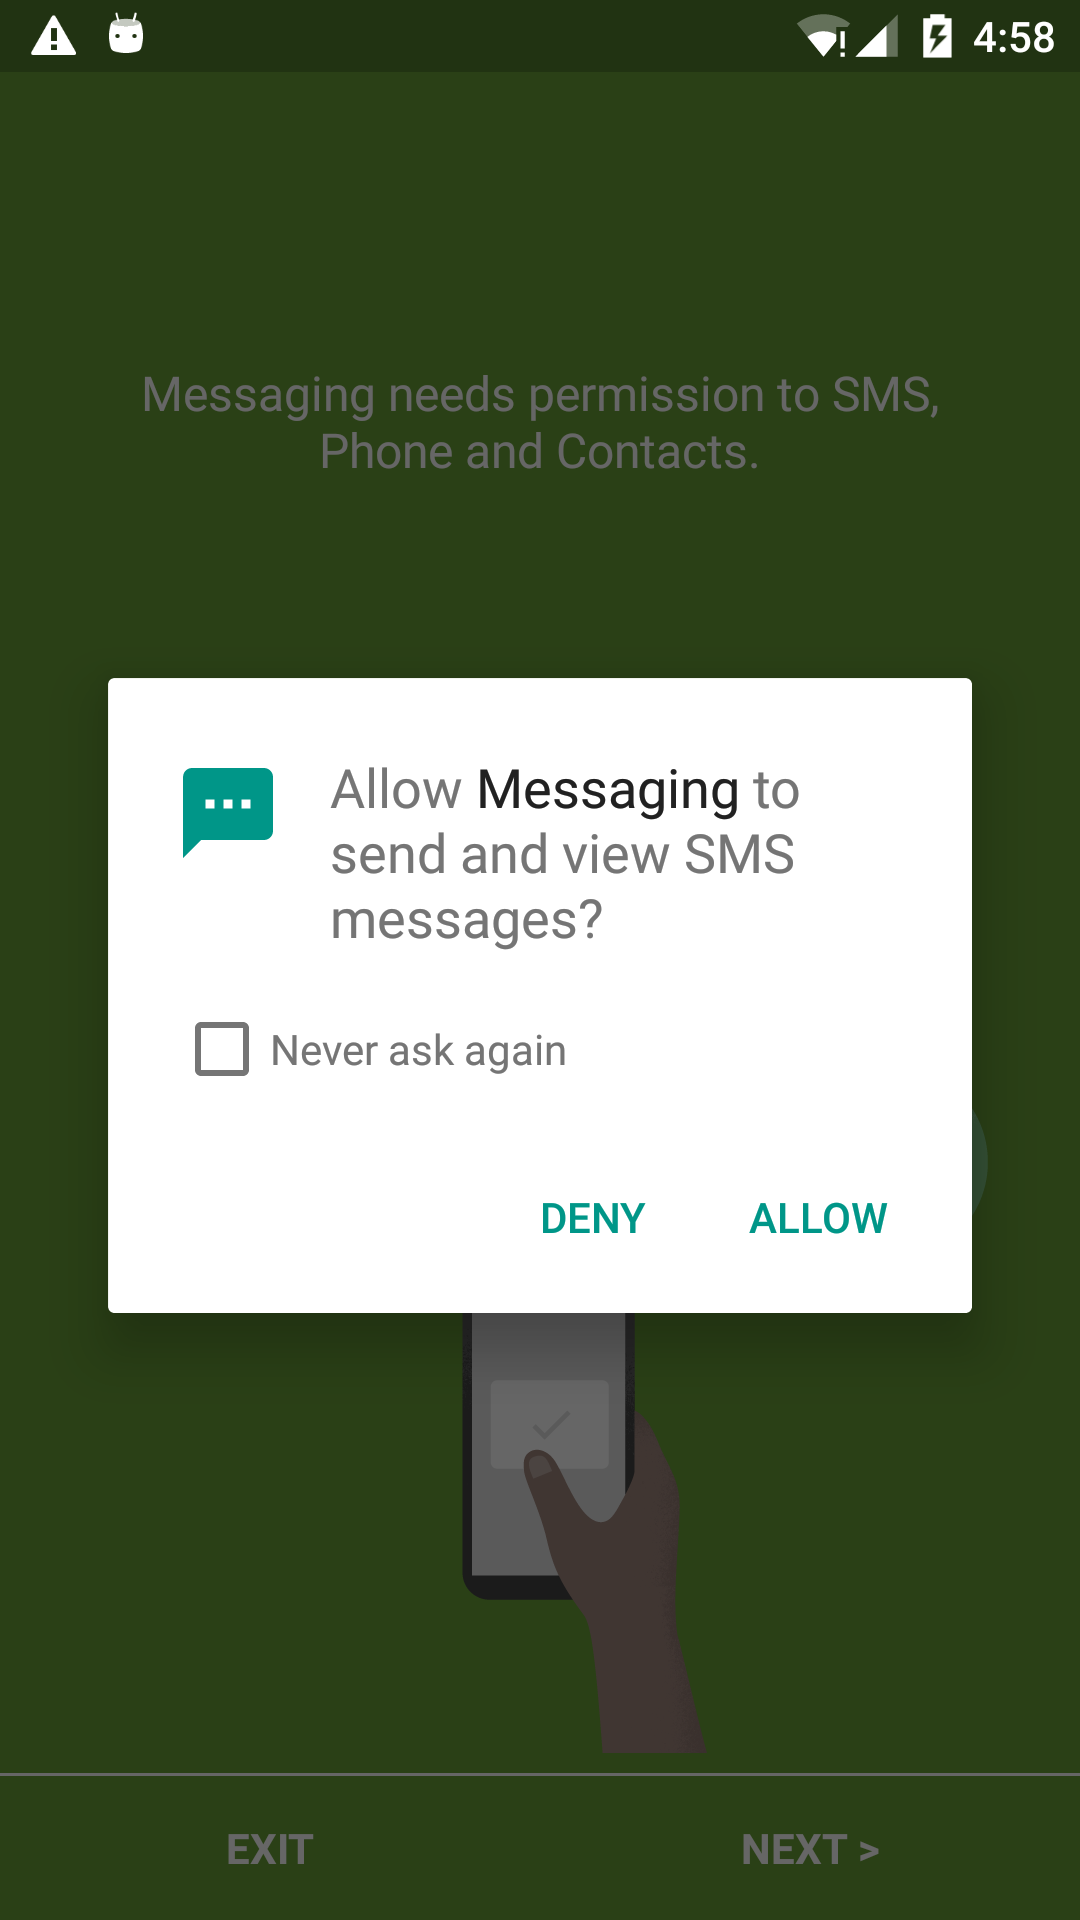 4:58
Messaging needs permission to SMS,
Phone and Contacts.
Allow Messaging to
send and view SMS
messages?
Never ask again
DENY ALLOW
EXIT NEXT >